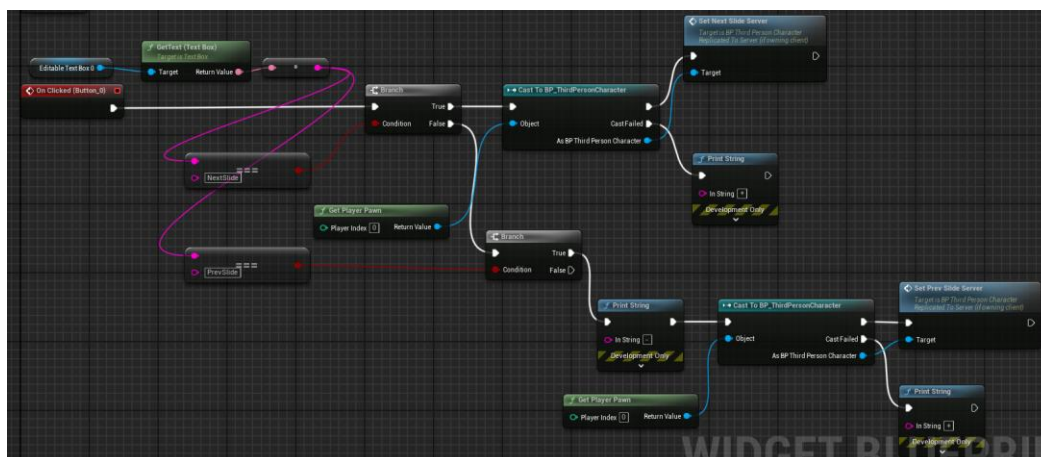 Set Next Slide Server
Target is BP Third Person Character
Replicated To Server (if owning client)
GetText (Text Box)
Target is Text Box
Editable Text Box 0
Target
Return Value
Target
On Clicked (Button_0)
Branch
True
Condition
False
Cast To BP_ThirdPersonCharacter
Object
Cast Failed
As BP Third Person Character
Print String
In String
Development Only
===
NextSlide
Get Player Pawn
Player Index 0
Return Value
Branch
True
Condition
False
===
PrevSlide
Print String
In String -
Development Only
Cast To BP_ThirdPersonCharacter
Object
Cast Failed
As BP Third Person Character
Set Prev Slide Server
Target is BP Third Person Character
Replicated To Server (if owning client)
Target
Get Player Pawn
Player Index 0
Return Value
Print String
In String
Development Only
WIDGET BLUEPRI